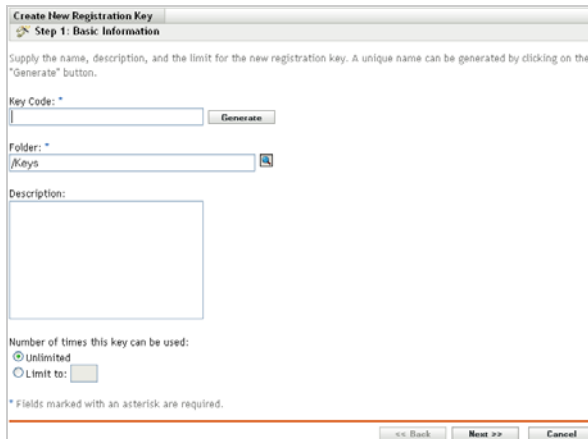 Create New Registration Key
Step 1: Basic Information
Supply the name, description, and the limit for the new registration key. A unique name can be generated by clicking on the
"Generate" button.
Key Code: *
Generate
Folder: *
/Keys
Description:
Number of times this key can be used:
Unlimited
Limit to:
* Fields marked with an asterisk are required.
<< Back Next >> Cancel